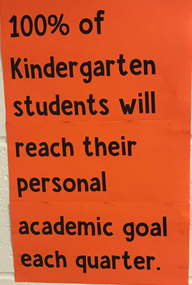 100% of
Kindergarten
students will
reach their
personal
academic goal
each quarter.